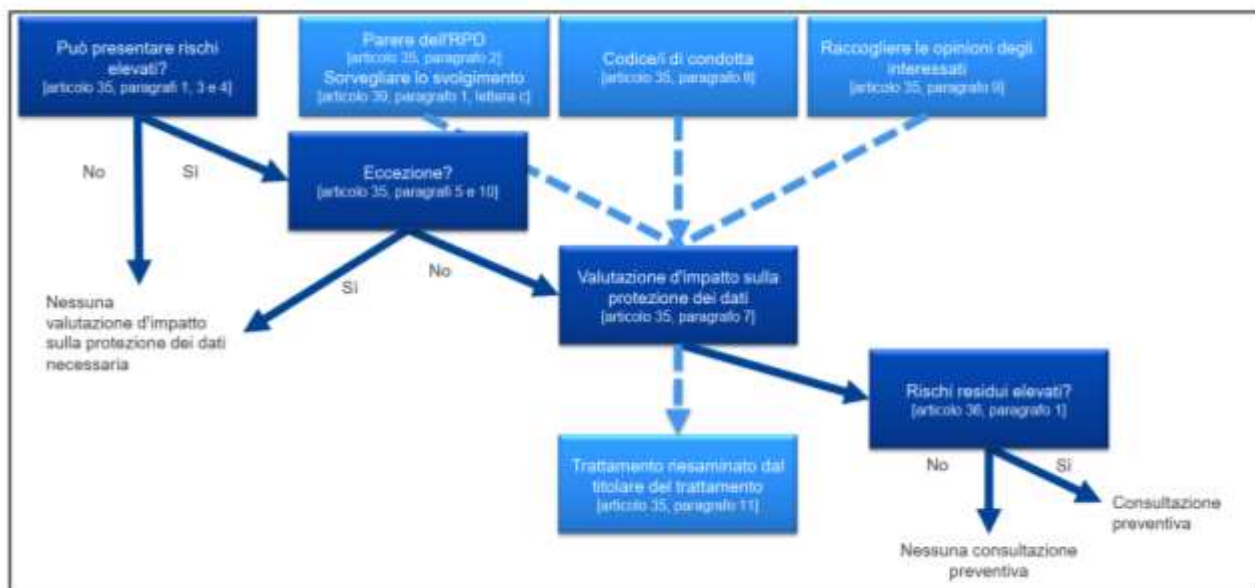 Può presentare rischi
elevati?
[articolo 35, paragrafi 1, 3 e 4]
Parere dell'RPD
[articolo 35, paragrafo 2]
Sorvegliare lo svolgimento
[articolo 39, paragrafo 1, lettera c]
Codice/i di condotta
[articolo 35, paragrafo 8]
Raccogliere le opinioni degli
interessati
[articolo 35, paragrafo 9]
No
Sì
Eccezione?
[articolo 35, paragrafi 5 e 10]
No
Sì
Nessuna
valutazione d'impatto
sulla protezione dei dati
necessaria
Valutazione d'impatto sulla
protezione dei dati
[articolo 35, paragrafo 7]
Rischi residui elevati?
[articolo 36, paragrafo 1]
Trattamento riesaminato dal
titolare del trattamento
[articolo 35, paragrafo 11]
No
Sì
Consultazione
preventiva
Nessuna consultazione
preventiva